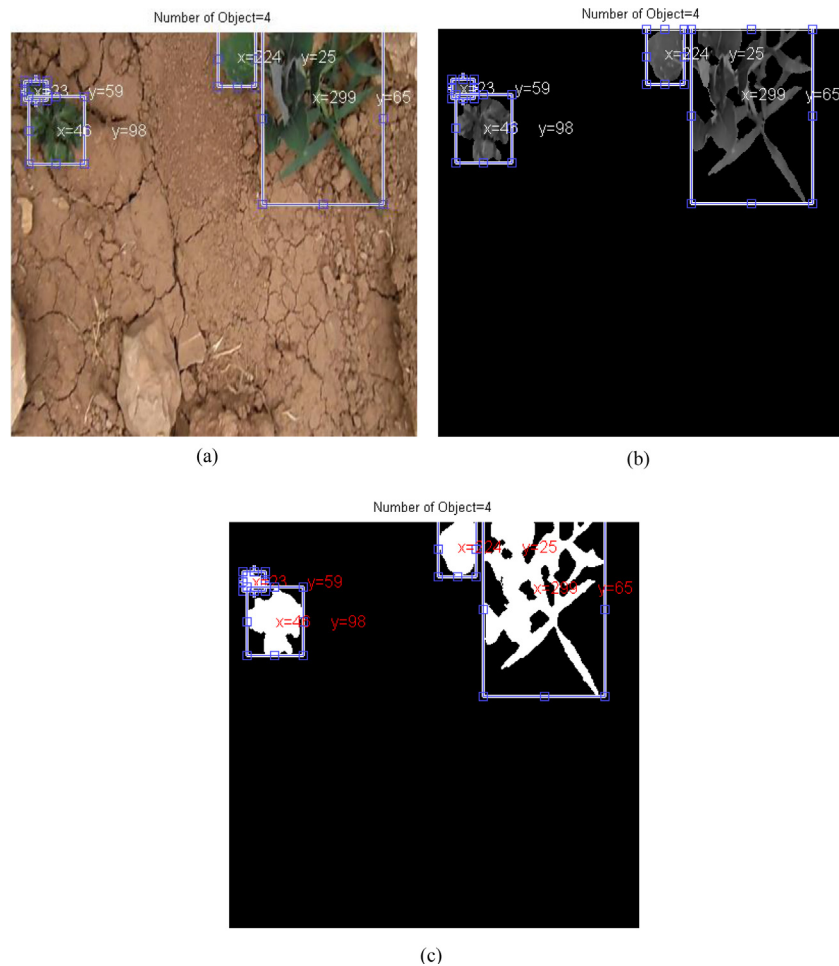 Number of Object=4
Number of Object=4
x=224 y=25
x=299 y=65
x=23 y=59
x=46 y=98
x=224 y=25
x=299 y=65
x=23 y=59
x=46 y=98
(a)
(b)
Number of Object=4
x=224 y=25
x=23 y=59
x=299 y=65
x=46 y=98
(c)